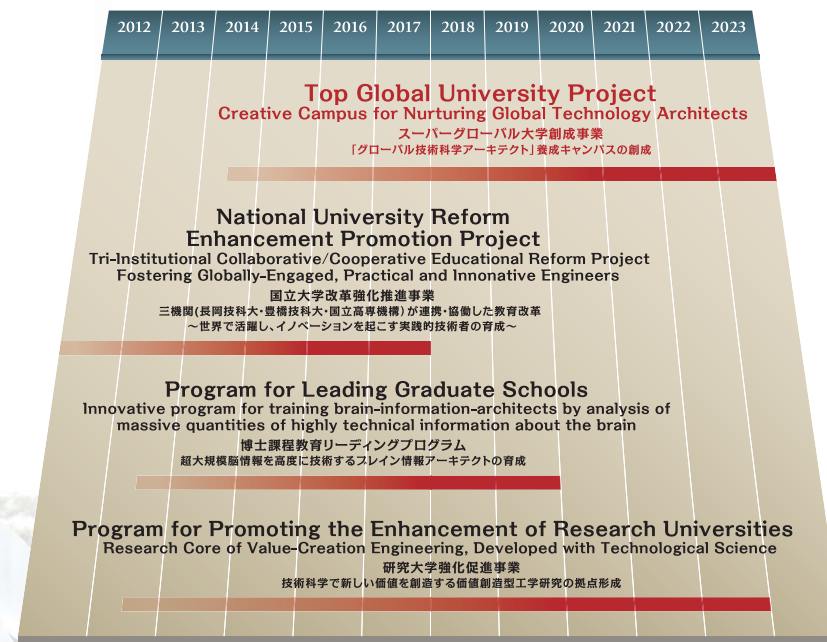 2012 2013 2014 2015 2016 2017 2018 2019 2020 2021 2022 2023
Top Global University Project
Creative Campus for Nurturing Global Technology Architects
スーパーグローバル大学創成事業
「グローバル技術科学アーキテクト」養成キャンパスの創成
National University Reform
Enhancement Promotion Project
Tri-Institutional Collaborative/Cooperative Educational Reform Project
Fostering Globally-Engaged, Practical and Innonative Engineers
国立大学改革強化推進事業
三機関(長岡技科大・豊橋技科大・国立高専機構)が連携・協働した教育改革
～世界で活躍し、イノベーションを起こす実践的技術者の育成～
Program for Leading Graduate Schools
Innovative program for training brain-information-architects by analysis of
massive quantities of highly technical information about the brain
博士課程教育リーディングプログラム
超大規模脳情報を高度に技術するブレイン情報アーキテクトの育成
Program for Promoting the Enhancement of Research Universities
Research Core of Value-Creation Engineering, Developed with Technological Science
研究大学強化促進事業
技術科学で新しい価値を創造する価値創造型工学研究の拠点形成